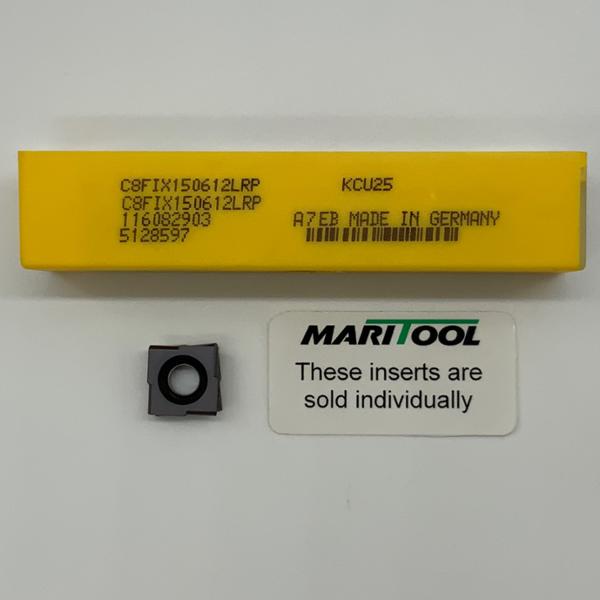 C8FIX150612LRP KCU25
C8FIX150612LRP
116082903 A7EB MADE IN GERMANY
5128597
MARITOOL
These inserts are
sold individually